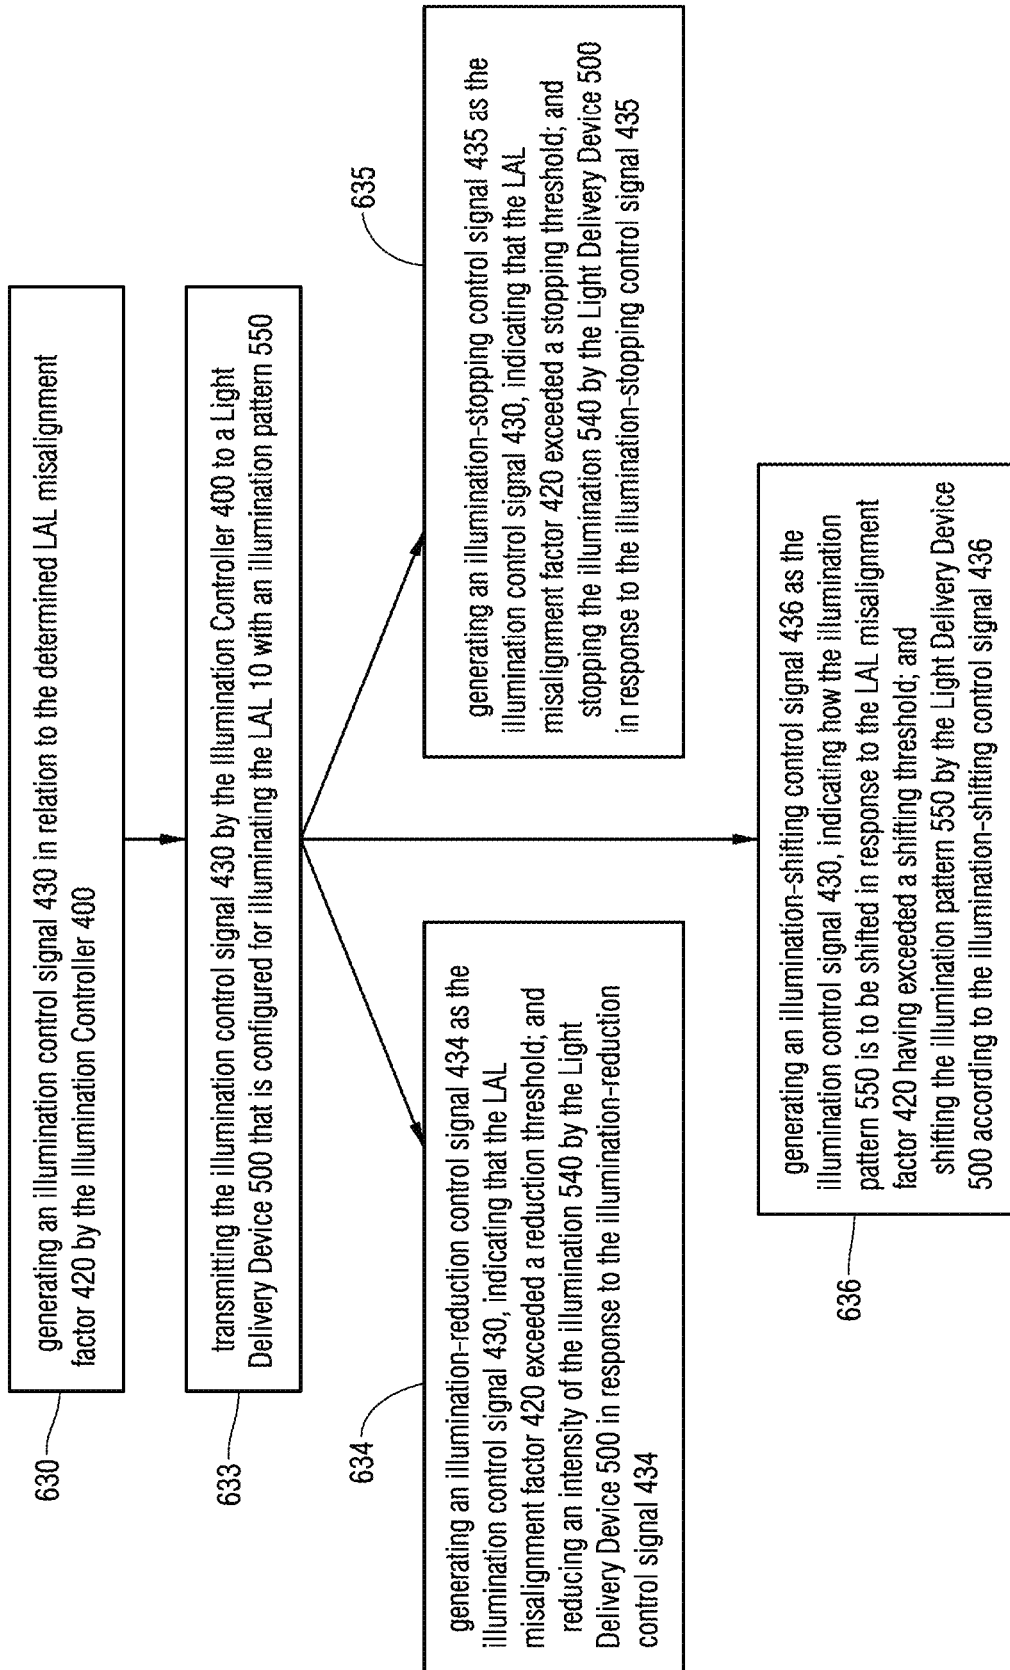 630
generating an illumination control signal 430 in relation to the determined LAL misalignment
factor 420 by the Illumination Controller 400
633
transmitting the illumination control signal 430 by the Illumination Controller 400 to a Light
Delivery Device 500 that is configured for illuminating the LAL 10 with an illumination pattern 550
634
generating an illumination-reduction control signal 434 as the
illumination control signal 430, indicating that the LAL
misalignment factor 420 exceeded a reduction threshold; and
reducing an intensity of the illumination 540 by the Light
Delivery Device 500 in response to the illumination-reduction
control signal 434
635
generating an illumination-stopping control signal 435 as the
illumination control signal 430, indicating that the LAL
misalignment factor 420 exceeded a stopping threshold; and
stopping the illumination 540 by the Light Delivery Device 500
in response to the illumination-stopping control signal 435
636
generating an illumination-shifting control signal 436 as the
illumination control signal 430, indicating how the illumination
pattern 550 is to be shifted in response to the LAL misalignment
factor 420 having exceeded a shifting threshold; and
shifting the illumination pattern 550 by the Light Delivery Device
500 according to the illumination-shifting control signal 436